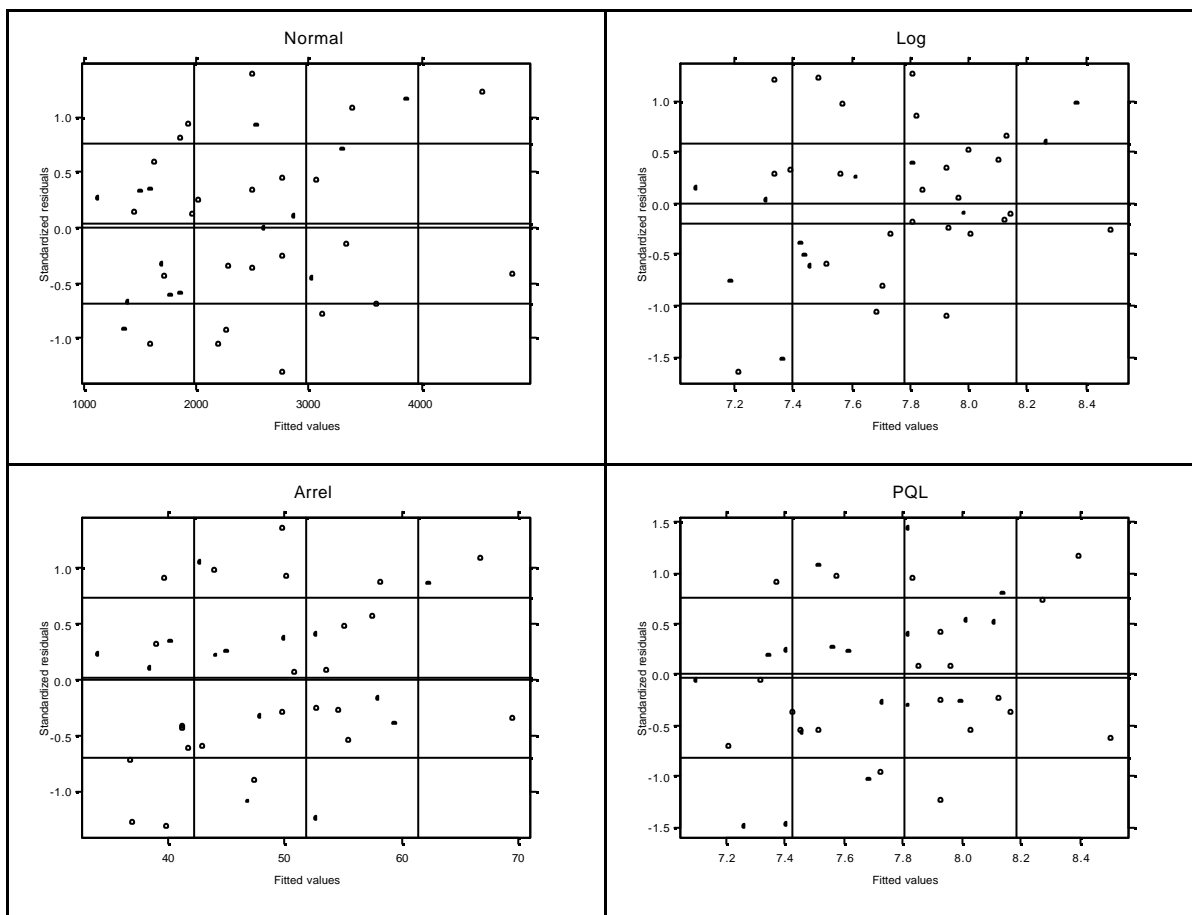 Normal
Standardized residuals
1.0
0.5
0.0
-0.5
-1.0
1000 2000 3000 4000
Fitted values
Log
Standardized residuals
1.0
0.5
0.0
-0.5
-1.0
-1.5
7.2 7.4 7.6 7.8 8.0 8.2 8.4
Fitted values
Arrel
Standardized residuals
1.0
0.5
0.0
-0.5
-1.0
40 50 60 70
Fitted values
PQL
Standardized residuals
1.5
1.0
0.5
0.0
-0.5
-1.0
-1.5
7.2 7.4 7.6 7.8 8.0 8.2 8.4
Fitted values